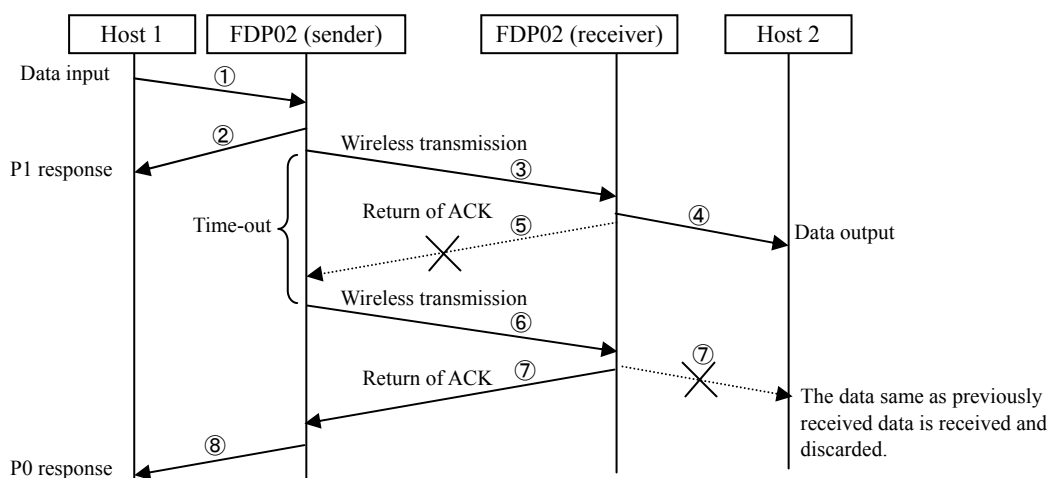 Host 1
FDP02 (sender)
FDP02 (receiver)
Host 2
Data input
①
②
Wireless transmission
P1 response
③
Time-out
Return of ACK
④
⑤
Data output
Wireless transmission
⑥
Return of ACK
⑦
⑦
The data same as previously
received data is received and
discarded.
⑧
P0 response